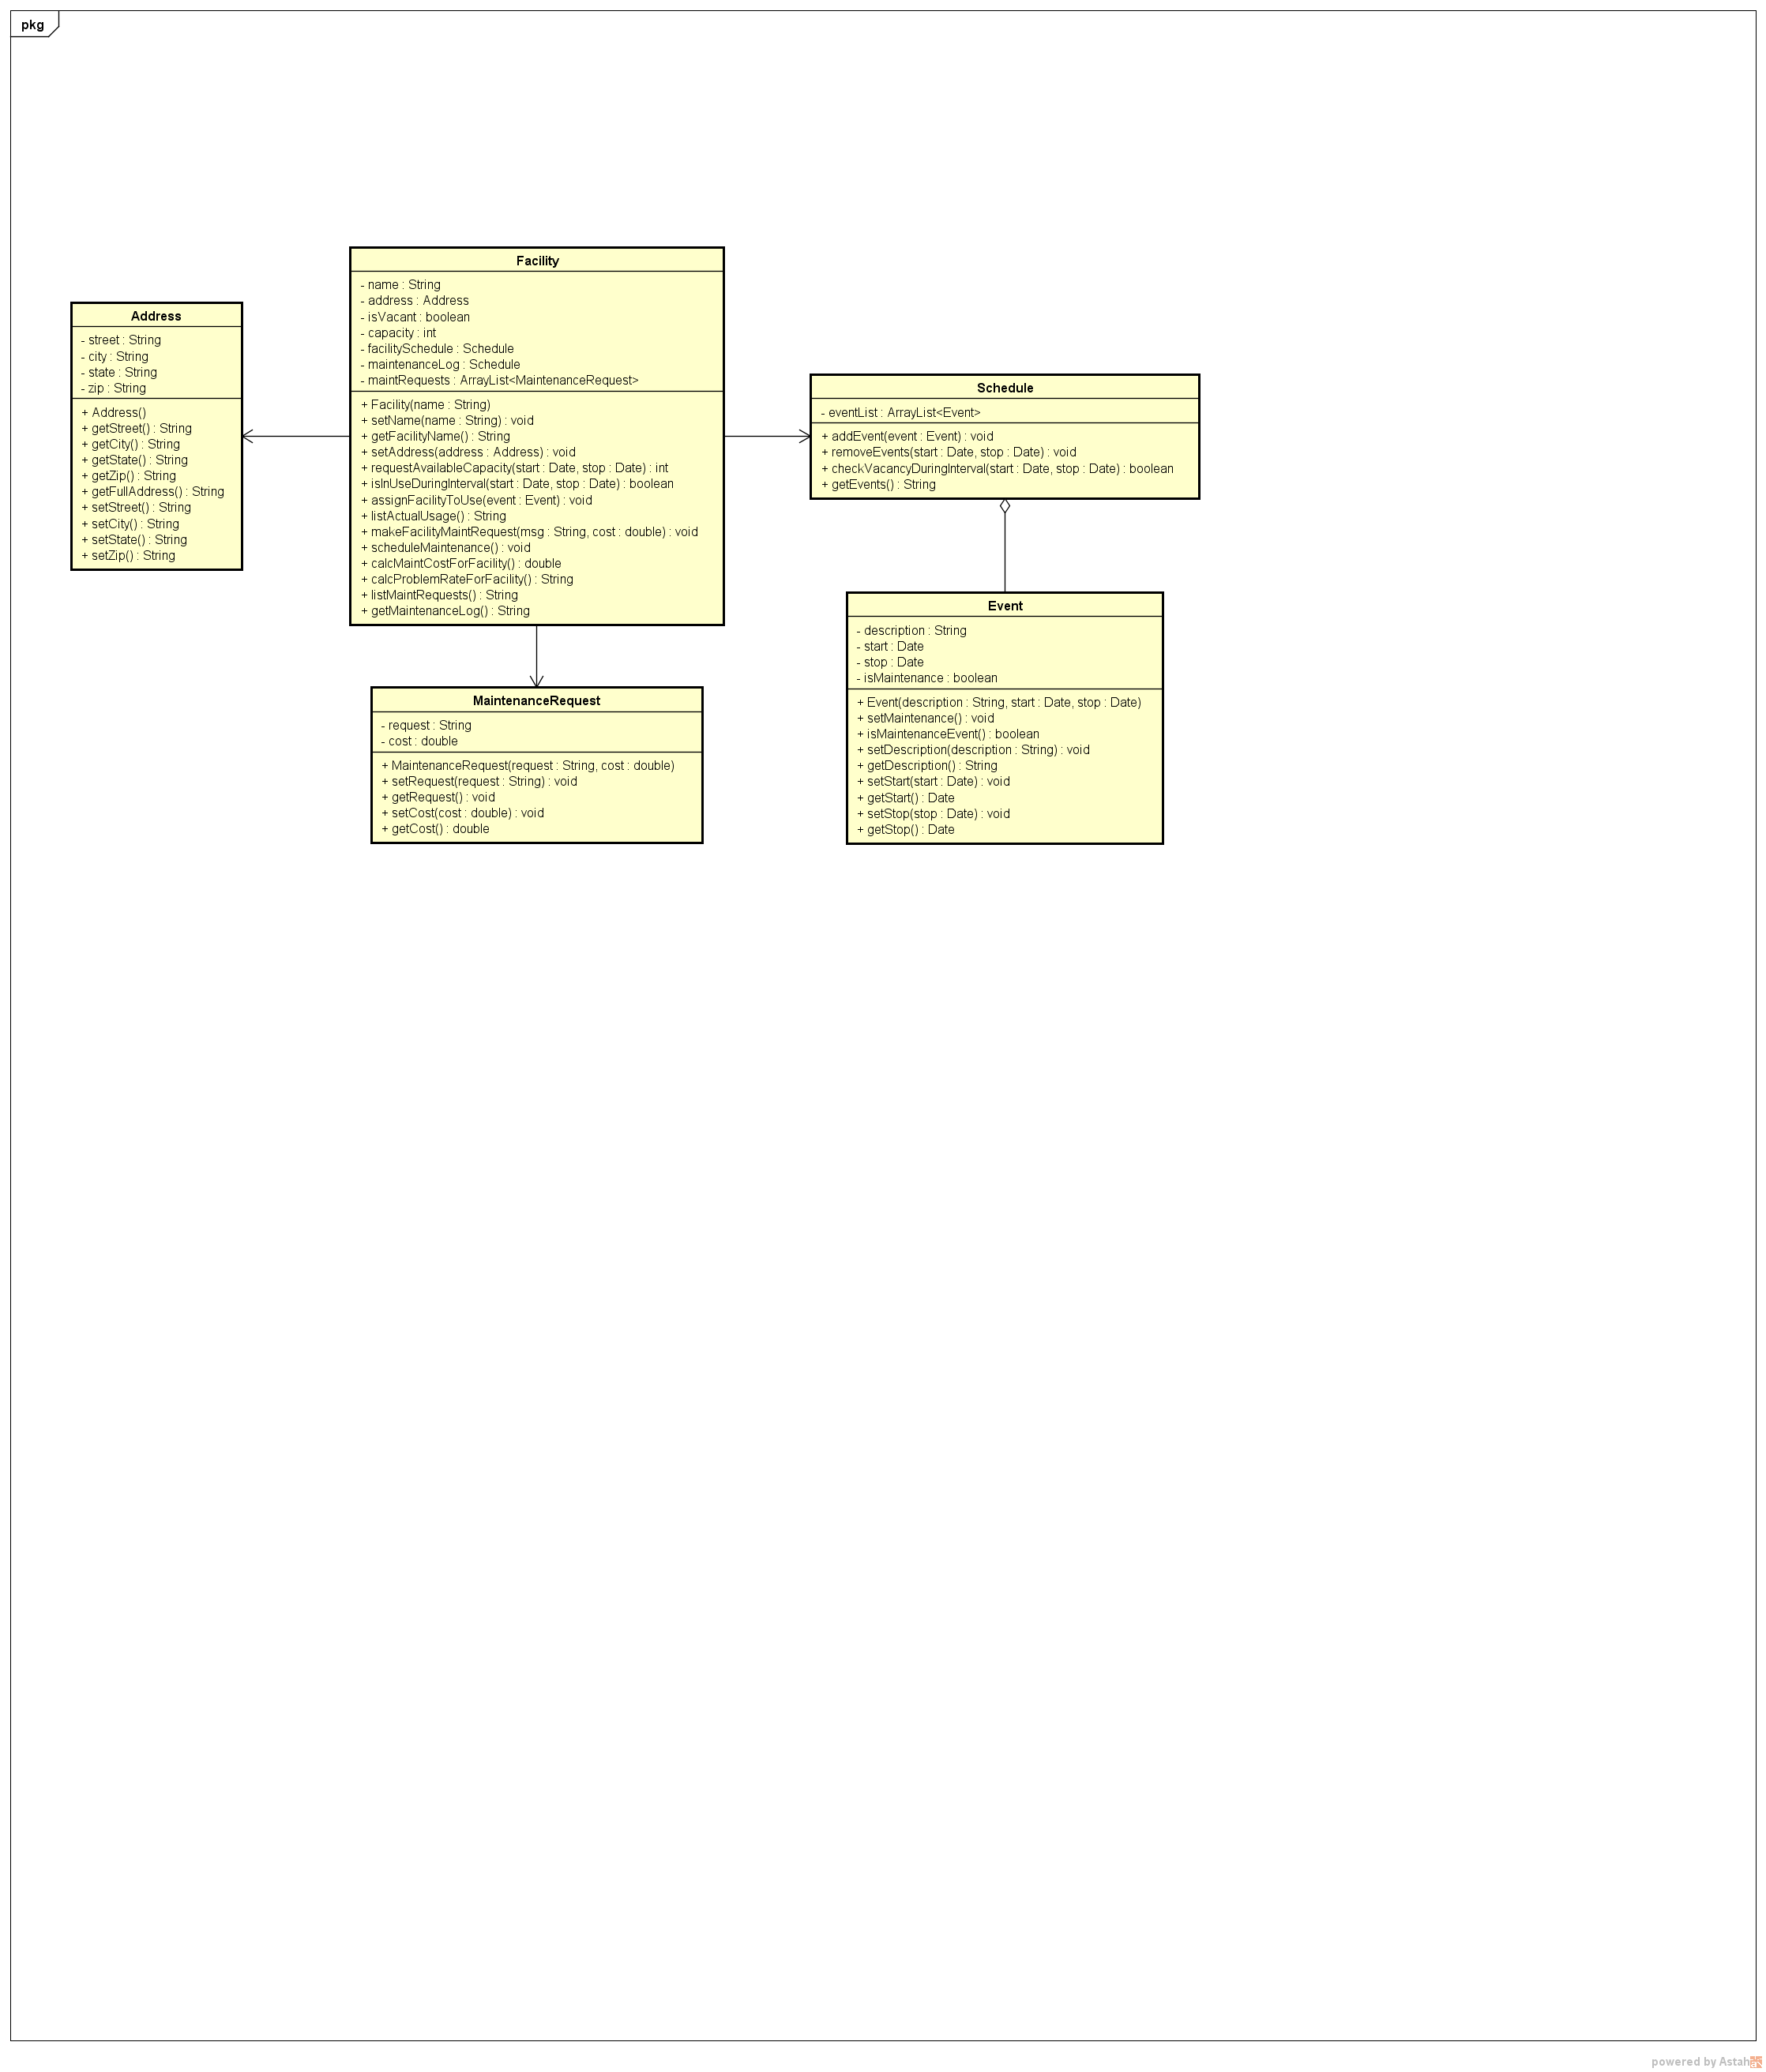 pkg
Facility
- name : String
- address : Address
- isVacant : boolean
- capacity : int
- facilitySchedule : Schedule
- maintenanceLog : Schedule
- maintRequests : ArrayList<MaintenanceRequest>
+ Facility(name : String)
+ setName(name : String) : void
+ getFacilityName() : String
+ setAddress(address : Address) : void
+ requestAvailableCapacity(start : Date, stop : Date) : int
+ isInUseDuringInterval(start : Date, stop : Date) : boolean
+ assignFacilityToUse(event : Event) : void
+ listActualUsage() : String
+ makeFacilityMaintRequest(msg : String, cost : double) : void
+ scheduleMaintenance() : void
+ calcMaintCostForFacility() : double
+ calcProblemRateForFacility() : String
+ listMaintRequests() : String
+ getMaintenanceLog() : String
Address
- street : String
- city : String
- state : String
- zip : String
+ Address()
+ getStreet() : String
+ getCity() : String
+ getState() : String
+ getZip() : String
+ getFullAddress() : String
+ setStreet() : String
+ setCity() : String
+ setState() : String
+ setZip() : String
Schedule
- eventList : ArrayList<Event>
+ addEvent(event : Event) : void
+ removeEvents(start : Date, stop : Date) : void
+ checkVacancyDuringInterval(start : Date, stop : Date) : boolean
+ getEvents() : String
Event
- description : String
- start : Date
- stop : Date
- isMaintenance : boolean
+ Event(description : String, start : Date, stop : Date)
+ setMaintenance() : void
+ isMaintenanceEvent() : boolean
+ setDescription(description : String) : void
+ getDescription() : String
+ setStart(start : Date) : void
+ getStart() : Date
+ setStop(stop : Date) : void
+ getStop() : Date
MaintenanceRequest
- request : String
- cost : double
+ MaintenanceRequest(request : String, cost : double)
+ setRequest(request : String) : void
+ getRequest() : void
+ setCost(cost : double) : void
+ getCost() : double
powered by Astah